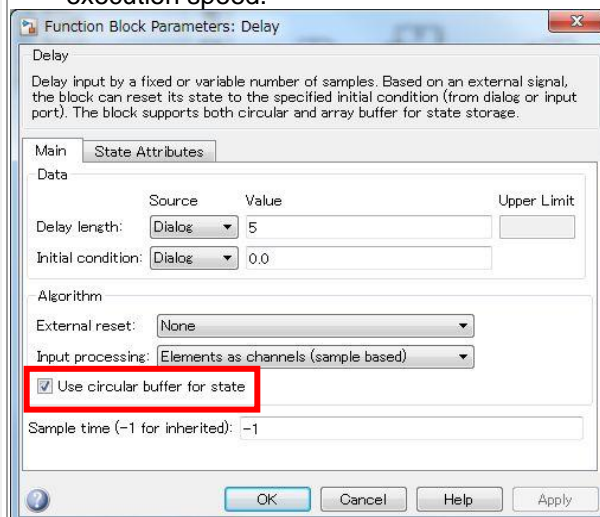 execution speed.
Function Block Parameters: Delay
Delay
Delay input by a fixed or variable number of samples. Based on an external signal,
the block can reset its state to the specified initial condition (from dialog or input
port). The block supports both circular and array buffer for state storage.
Main State Attributes
Data
Source Value Upper Limit
Delay length: Dialog 5
Initial condition: Dialog 0.0
Algorithm
External reset: None
Input processing: Elements as channels (sample based)
Use circular buffer for state
Sample time (-1 for inherited): -1
OK Cancel Help Apply